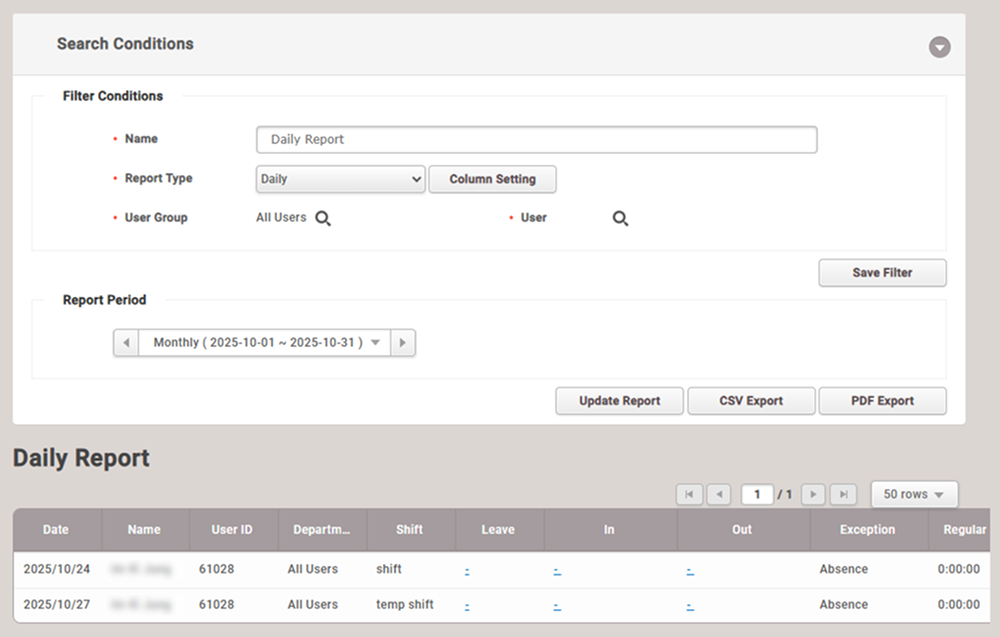 Search Conditions
Filter Conditions
• Name Daily Report
• Report Type Daily Column Setting
• User Group All Users • User
Save Filter
Report Period
Monthly ( 2025-10-01 ~ 2025-10-31 )
Update Report CSV Export PDF Export
Daily Report
1 / 1 50 rows
Date Name User ID Departm... Shift Leave In Out Exception Regular
2025/10/24 61028 All Users shift - - - Absence 0:00:00
2025/10/27 61028 All Users temp shift - - - Absence 0:00:00